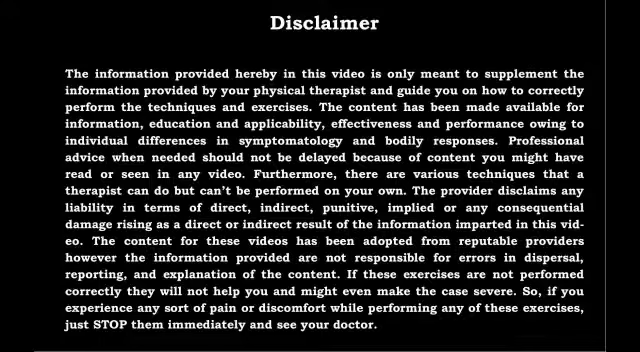 Disclaimer
The information provided hereby in this video is only meant to supplement the
information provided by your physical therapist and guide you on how to correctly
perform the techniques and exercises. The content has been made available for
information, education and applicability, effectiveness and performance owing to
individual differences in symptomatology and bodily responses. Professional
advice when needed should not be delayed because of content you might have
read or seen in any video. Furthermore, there are various techniques that a
therapist can do but can't be performed on your own. The provider disclaims any
liability in terms of direct, indirect, punitive, implied or any consequential
damage rising as a direct or indirect result of the information imparted in this vid-
eo. The content for these videos has been adopted from reputable providers
however the information provided are not responsible for errors in dispersal,
reporting, and explanation of the content. If these exercises are not performed
correctly they will not help you and might even make the case severe. So, if you
experience any sort of pain or discomfort while performing any of these exercises,
just STOP them immediately and see your doctor.